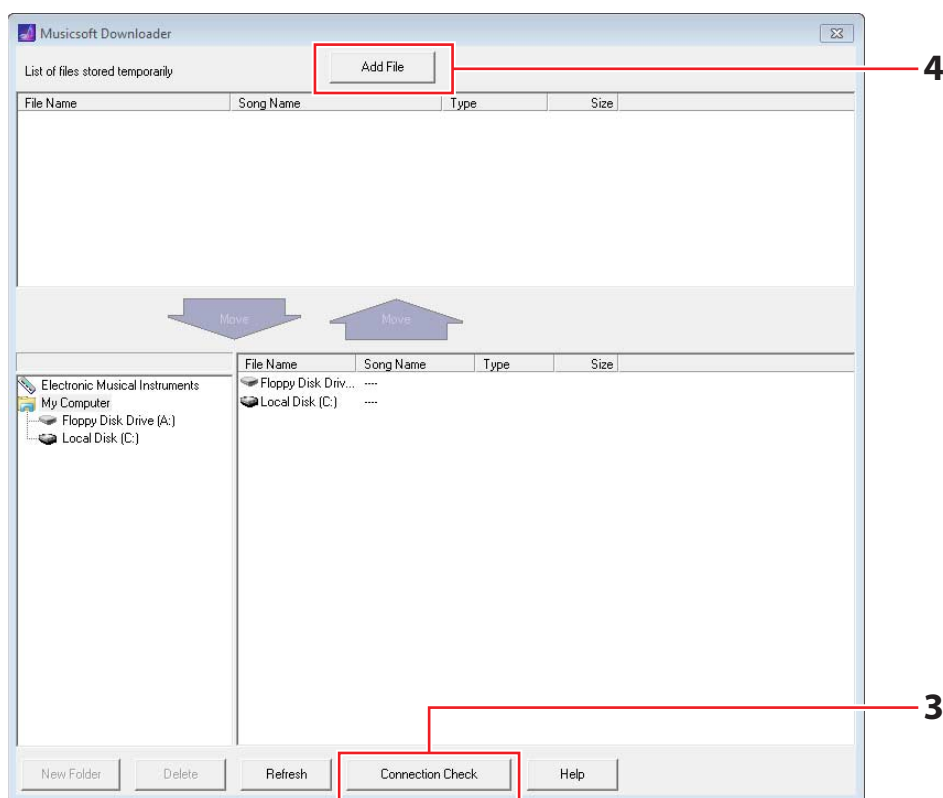 Musicsoft Downloader
List of files stored temporarily
Add File
4
File Name Song Name Type Size
Move Move
File Name Song Name Type Size
Electronic Musical Instruments
My Computer
Floppy Disk Drive (A:)
Local Disk (C:)
Floppy Disk Driv... ----
Local Disk (C:) ----
3
New Folder Delete Refresh Connection Check Help